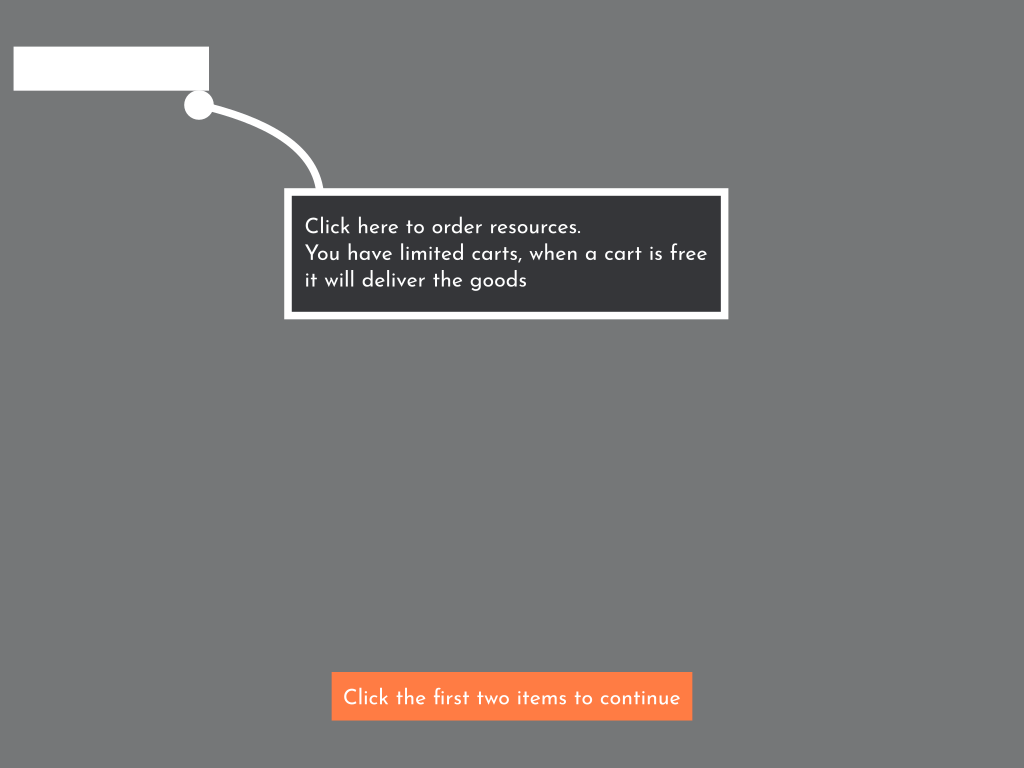 Click here to order resources.
You have limited carts, when a cart is free
it will deliver the goods
Click the first two items to continue